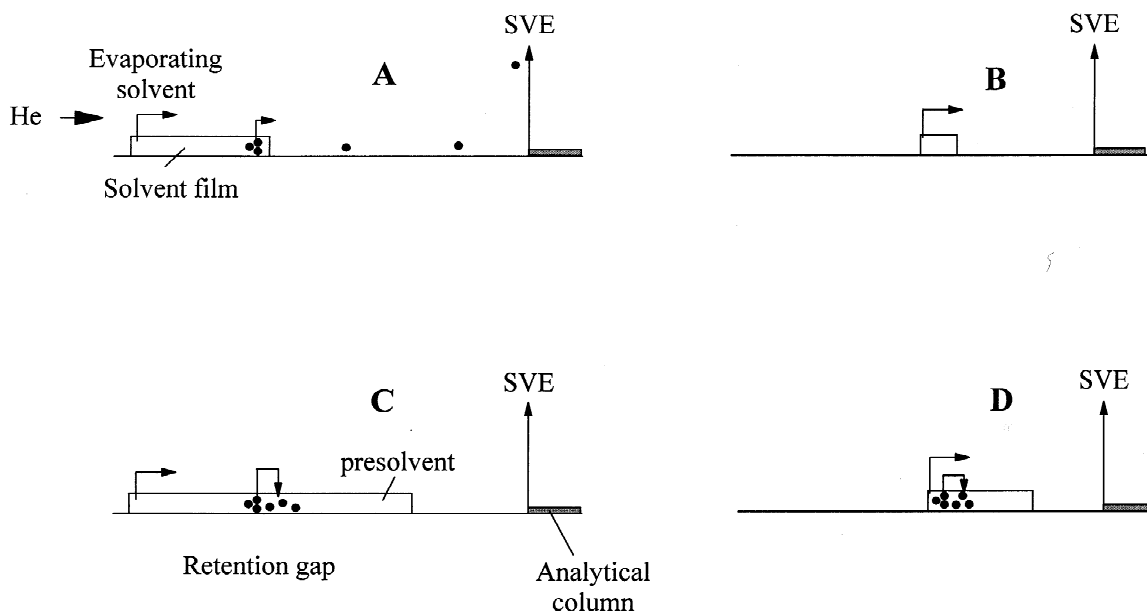 SVE
SVE
Evaporating
solvent
A
B
He
Solvent film
SVE
SVE
C
D
presolvent
Retention gap
Analytical
column